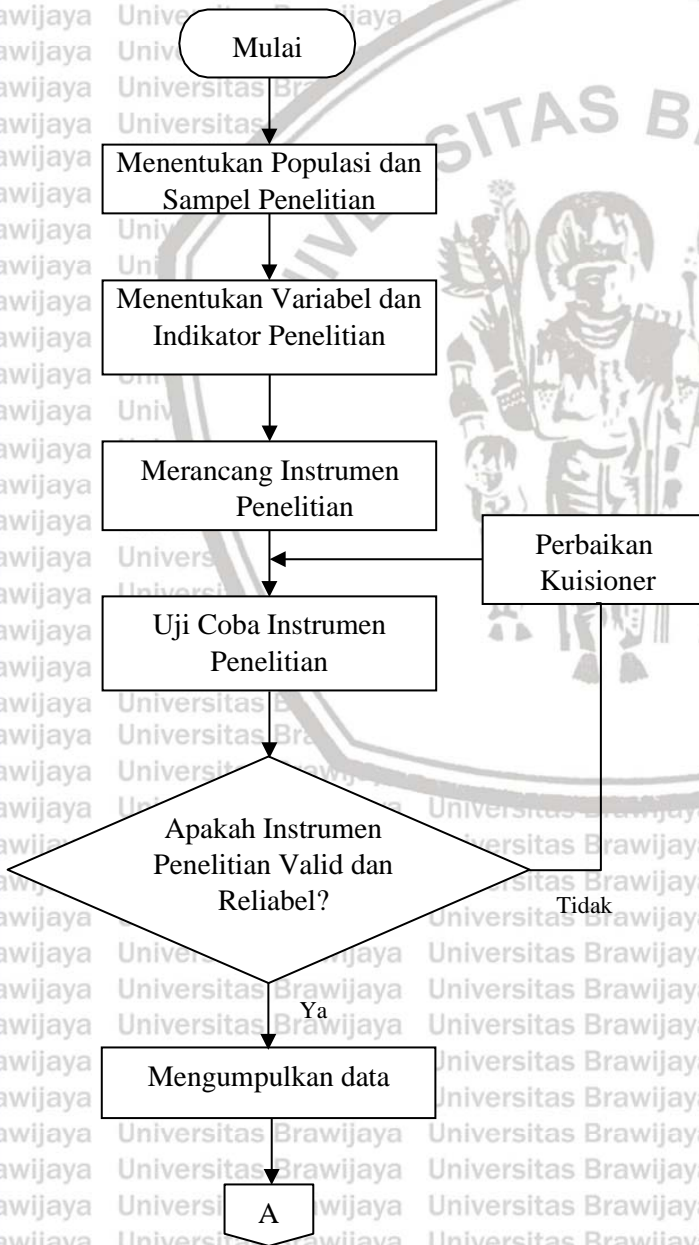 Mulai
Menentukan Populasi dan
Sampel Penelitian
Menentukan Variabel dan
Indikator Penelitian
Merancang Instrumen
Penelitian
Perbaikan
Kuisioner
Uji Coba Instrumen
Penelitian
Apakah Instrumen
Penelitian Valid dan
Reliabel?
Tidak
Ya
Mengumpulkan data
A